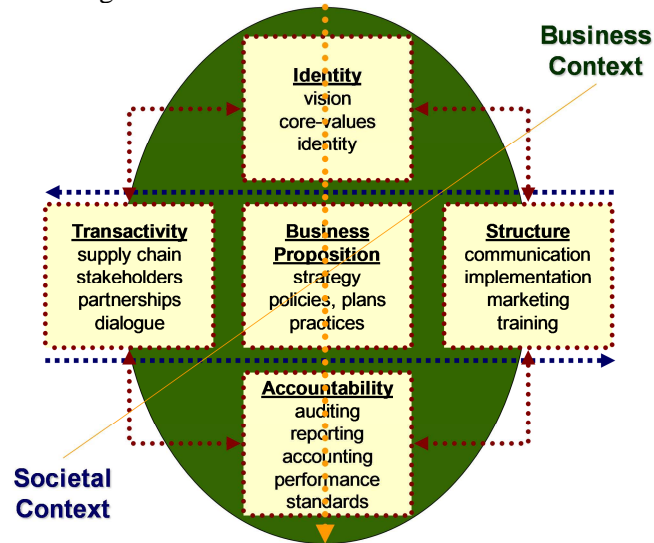 Business
Context
Identity
vision
core-values
identity
Transactivity
supply chain
stakeholders
partnerships
dialogue
Business
Proposition
strategy
policies, plans
practices
Structure
communication
implementation
marketing
training
Accountability
auditing
reporting
accounting
performance
standards
Societal
Context